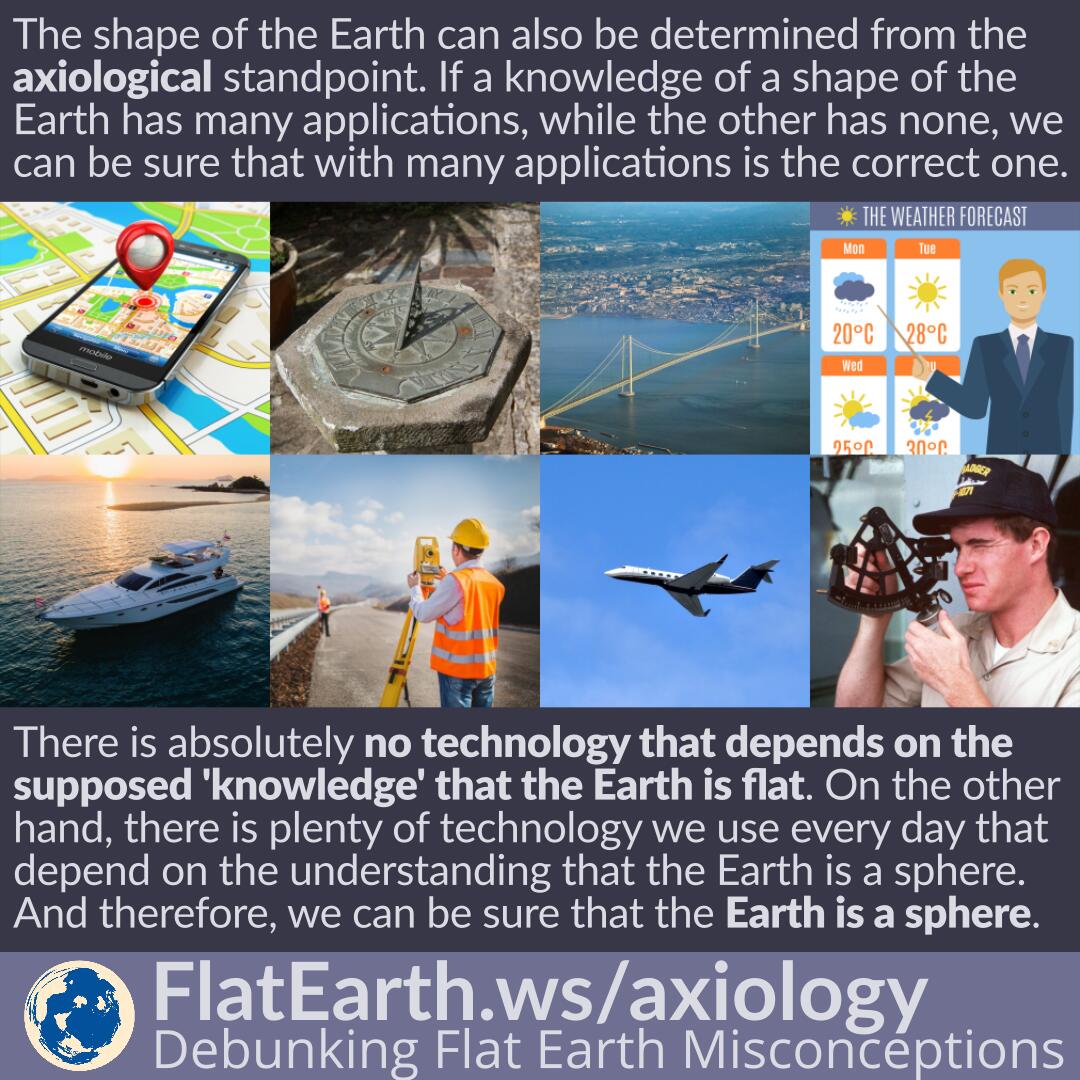 The shape of the Earth can also be determined from the
axiological standpoint. If a knowledge of a shape of the
Earth has many applications, while the other has none, we
can be sure that with many applications is the correct one.
THE WEATHER FORECAST
Mon
Tue
20°C
28°C
Wed
25°C
30°C
mobile
There is absolutely no technology that depends on the
supposed 'knowledge' that the Earth is flat. On the other
hand, there is plenty of technology we use every day that
depend on the understanding that the Earth is a sphere.
And therefore, we can be sure that the Earth is a sphere.
FlatEarth.ws/axiology
Debunking Flat Earth Misconceptions